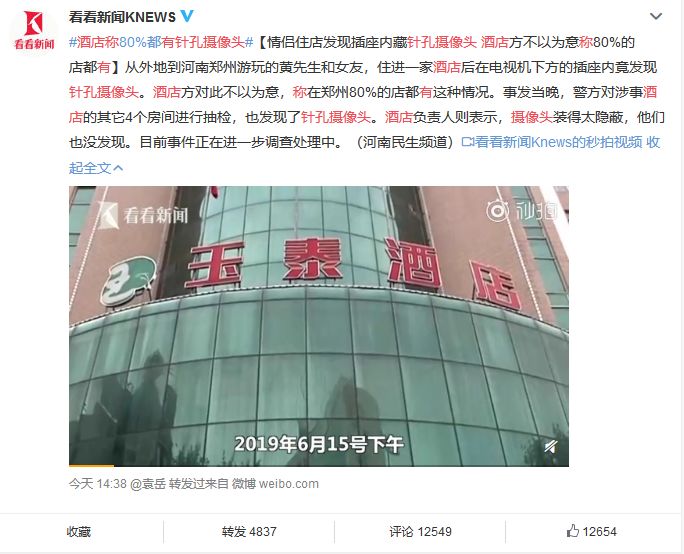 看看新闻KNEWS
#酒店称80%都有针孔摄像头#【情侣住店发现插座内藏针孔摄像头 酒店方不以为意称80%的
店都有】从外地到河南郑州游玩的黄先生和女友，住进一家酒店后在电视机下方的插座内竟发现
针孔摄像头。酒店方对此不以为意，称在郑州80%的店都有这种情况。事发当晚，警方对涉事酒
店的其它4个房间进行抽检，也发现了针孔摄像头。酒店负责人则表示，摄像头装得太隐蔽，他们
也没发现。目前事件正在进一步调查处理中。（河南民生频道）看看新闻Knews的秒拍视频 收
起全文
K
看看新闻
K 看看新闻
秒拍
玉泰酒店
2019年6月15号下午
今天 14:38 @袁岳 转发过来自 微博 weibo.com
收藏
转发 4837
评论 12549
12654